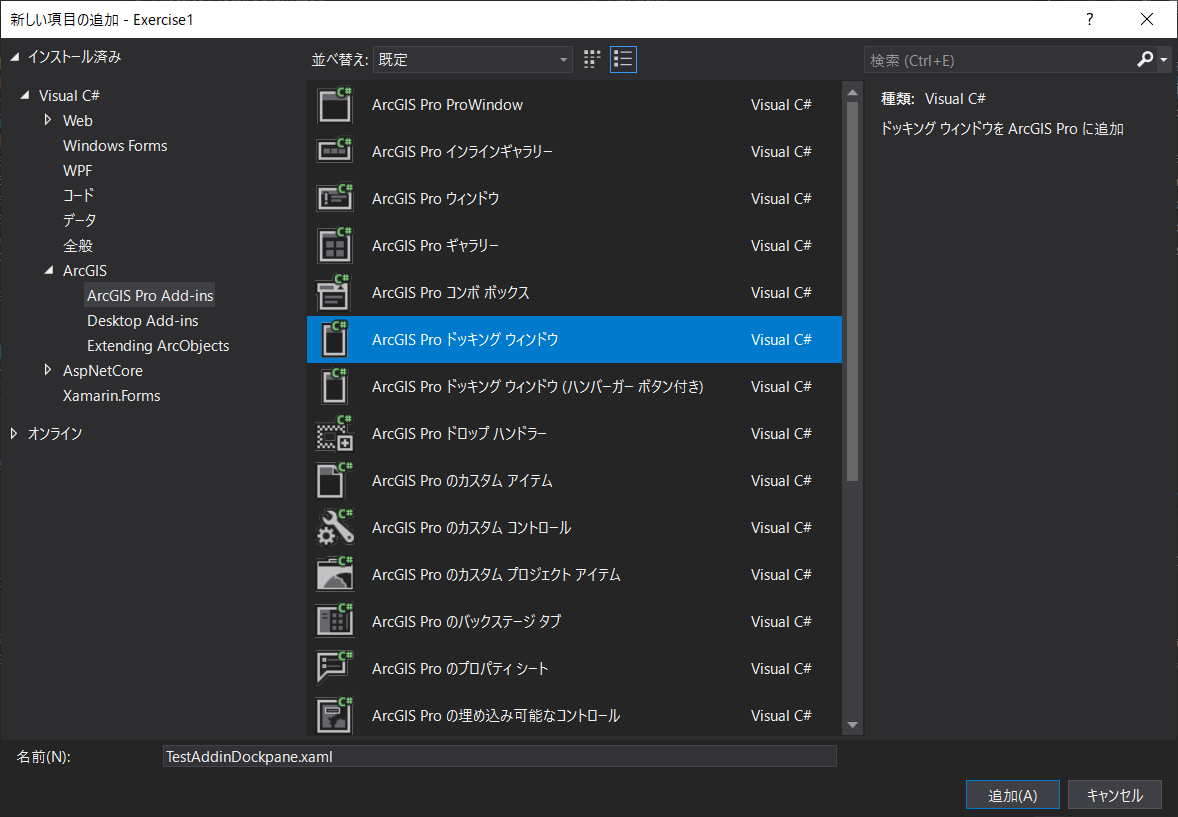 新しい項目の追加 - Exercise1
?
インストール済み
並べ替え: 既定
検索 (Ctrl+E)
Visual C#
Web
Windows Forms
WPF
コード
データ
全般
ArcGIS
ArcGIS Pro Add-ins
Desktop Add-ins
Extending ArcObjects
AspNetCore
Xamarin.Forms
オンライン
ArcGIS Pro ProWindow Visual C#
ArcGIS Pro インラインギャラリー Visual C#
ArcGIS Pro ウィンドウ Visual C#
ArcGIS Pro ギャラリー Visual C#
ArcGIS Pro コンボ ボックス Visual C#
ArcGIS Pro ドッキング ウィンドウ Visual C#
ArcGIS Pro ドッキング ウィンドウ (ハンバーガー ボタン付き) Visual C#
ArcGIS Pro ドロップ ハンドラー Visual C#
ArcGIS Pro のカスタム アイテム Visual C#
ArcGIS Pro のカスタム コントロール Visual C#
ArcGIS Pro のカスタム プロジェクト アイテム Visual C#
ArcGIS Pro のバックステージ タブ Visual C#
ArcGIS Pro のプロパティ シート Visual C#
ArcGIS Pro の埋め込み可能なコントロール Visual C#
種類: Visual C#
ドッキング ウィンドウを ArcGIS Pro に追加
名前(N): TestAddinDockpane.xaml
追加(A) キャンセル